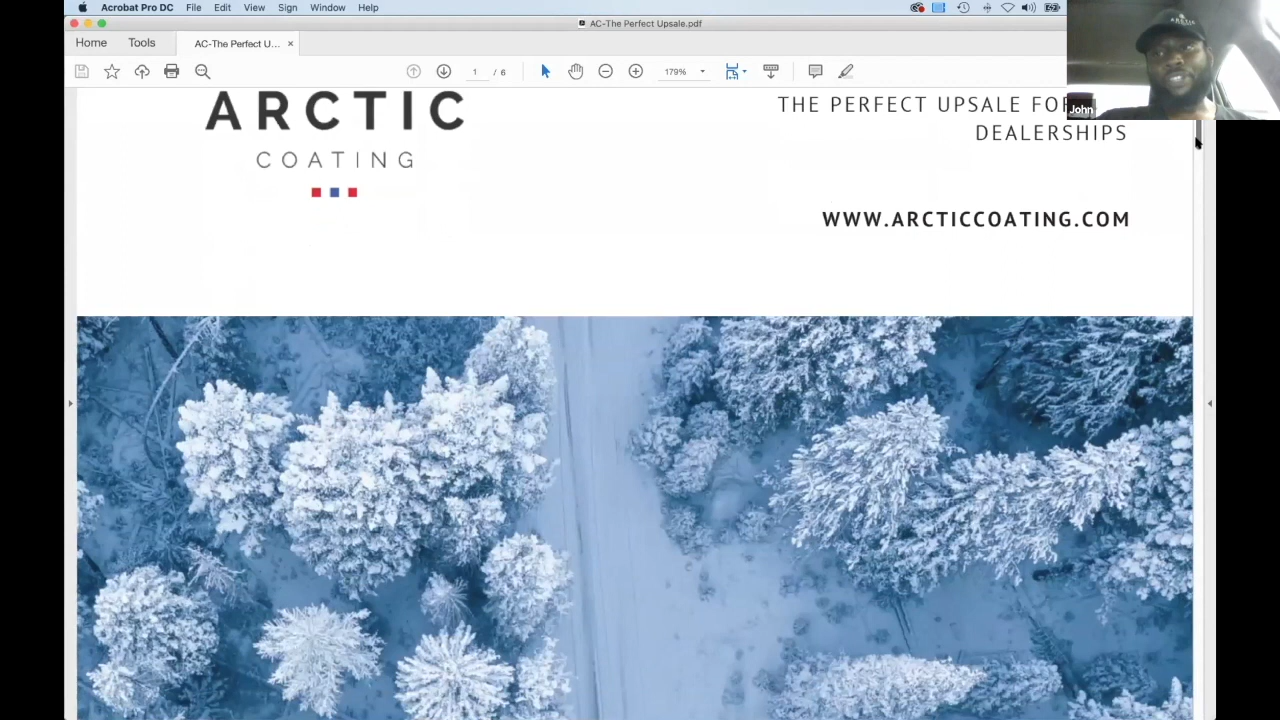 Acrobat Pro DC File Edit View Sign Window Help
AC-The Perfect Upsale.pdf
Home Tools AC-The Perfect U... ×
1 / 6 179%
ARCTIC
COATING
THE PERFECT UPSALE FO
DEALERSHIPS
WWW.ARCTICCOATING.COM
John